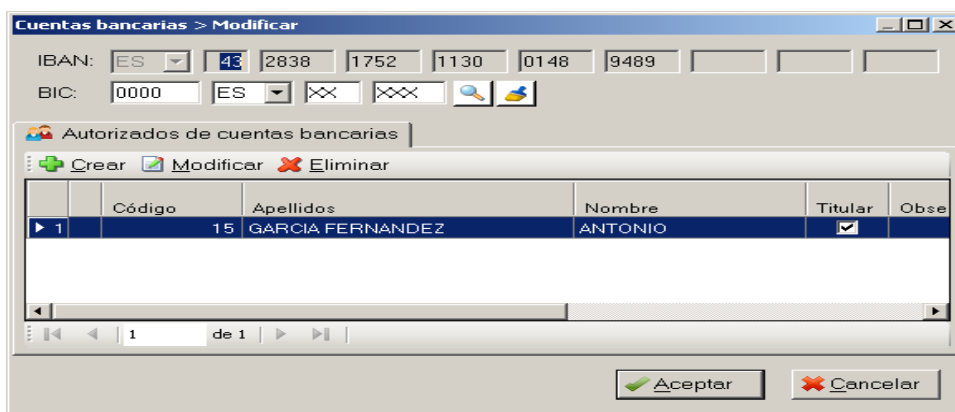 Cuentas bancarias > Modificar
IBAN: ES 43 2838 1752 1130 0148 9489
BIC: 0000 ES XX XXX
Autorizados de cuentas bancarias
Crear Modificar Eliminar
Código Apellidos Nombre Titular Obse
1 15 GARCIA FERNANDEZ ANTONIO
1 de 1
Aceptar Cancelar